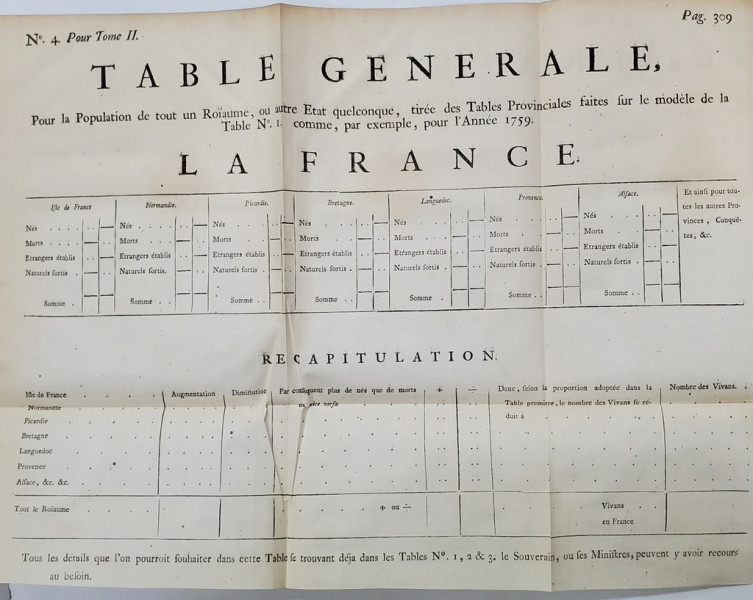 Nº. 4 Pour Tome II.
Pag. 309
TABLE GENERALE,
Pour la Population de tout un Roïaume, ou autre Etat quelconque, tirée des Tables Provinciales faites ſur le modèle de la
Table Nº. 1. comme, par exemple, pour l'Année 1759.
LA FRANCE.
Iſle de France
Nés
Morts
Etrangers établis
Naturels ſortis
Somme
Normandie.
Nés
Morts
Etrangers établis
Naturels ſortis.
Somme
Picardie.
Nés
Morts
Etrangers établis
Naturels ſortis
Somme
Bretagne.
Nés
Morts
Etrangers établis
Naturels ſortis
Somme
Languedoc.
Nés
Morts
Etrangers établis
Naturels ſortis
Somme
Provence
Nés
Morts
Etrangers établis
Naturels ſortis
Somme
Alſace.
Nés
Morts
Etrangers établis
Naturels ſortis
Somme
Et ainſi pour tou-
tes les autres Pro-
vinces, Conquê-
tes, &c.
RECAPITULATION.
Iſle de France Augmentation Diminution Par conſéquent plus de nés que de morts + ÷ Donc, ſelon la proportion adoptée dans la Nombre des Vivans.
Normandie ou vice verſa Table premiere, le nombre des Vivans ſe ré-
Picardie duit à
Bretagne
Languedoc
Provence
Alſace, &c. &c.
Tout le Roïaume + ou ÷ Vivans
en France
Tous les détails que l'on pourroit ſouhaiter dans cette Table ſe trouvant déja dans les Tables Nº. 1, 2 & 3. le Souverain, ou ſes Miniſtres, peuvent y avoir recours
au beſoin.